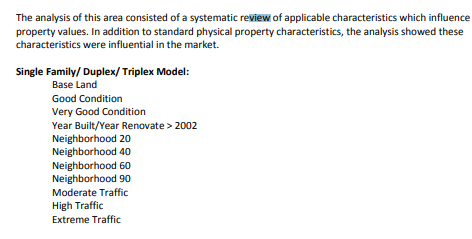 The analysis of this area consisted of a systematic review of applicable characteristics which influence
property values. In addition to standard physical property characteristics, the analysis showed these
characteristics were influential in the market.
Single Family/ Duplex/ Triplex Model:
Base Land
Good Condition
Very Good Condition
Year Built/Year Renovate > 2002
Neighborhood 20
Neighborhood 40
Neighborhood 60
Neighborhood 90
Moderate Traffic
High Traffic
Extreme Traffic